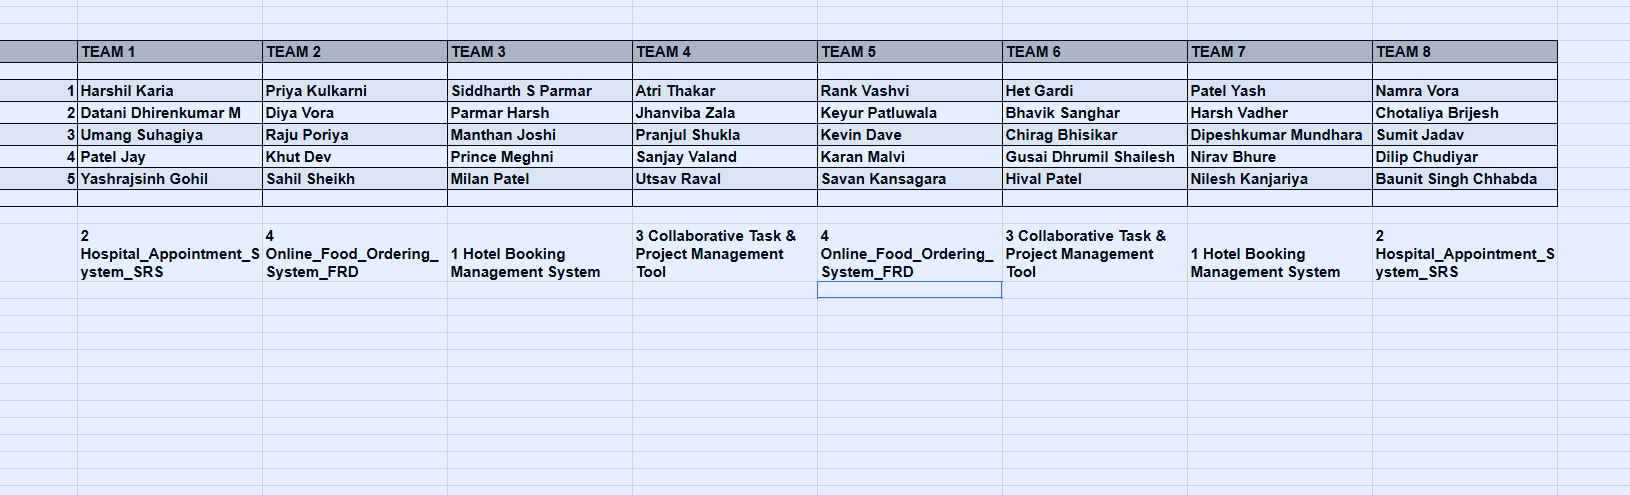 TEAM 1 TEAM 2 TEAM 3 TEAM 4 TEAM 5 TEAM 6 TEAM 7 TEAM 8
1 Harshil Karia Priya Kulkarni Siddharth S Parmar Atri Thakar Rank Vashvi Het Gardi Patel Yash Namra Vora
2 Datani Dhirenkumar M Diya Vora Parmar Harsh Jhanviba Zala Keyur Patluwala Bhavik Sanghar Harsh Vadher Chotaliya Brijesh
3 Umang Suhagiya Raju Poriya Manthan Joshi Pranjul Shukla Kevin Dave Chirag Bhisikar Dipeshkumar Mundhara Sumit Jadav
4 Patel Jay Khut Dev Prince Meghni Sanjay Valand Karan Malvi Gusai Dhrumil Shailesh Nirav Bhure Dilip Chudiyar
5 Yashrajsinh Gohil Sahil Sheikh Milan Patel Utsav Raval Savan Kansagara Hival Patel Nilesh Kanjariya Baunit Singh Chhabda
2
Hospital_Appointment_S
ystem_SRS
4
Online_Food_Ordering_
System_FRD
1 Hotel Booking
Management System
3 Collaborative Task &
Project Management
Tool
4
Online_Food_Ordering_
System_FRD
3 Collaborative Task &
Project Management
Tool
1 Hotel Booking
Management System
2
Hospital_Appointment_S
ystem_SRS